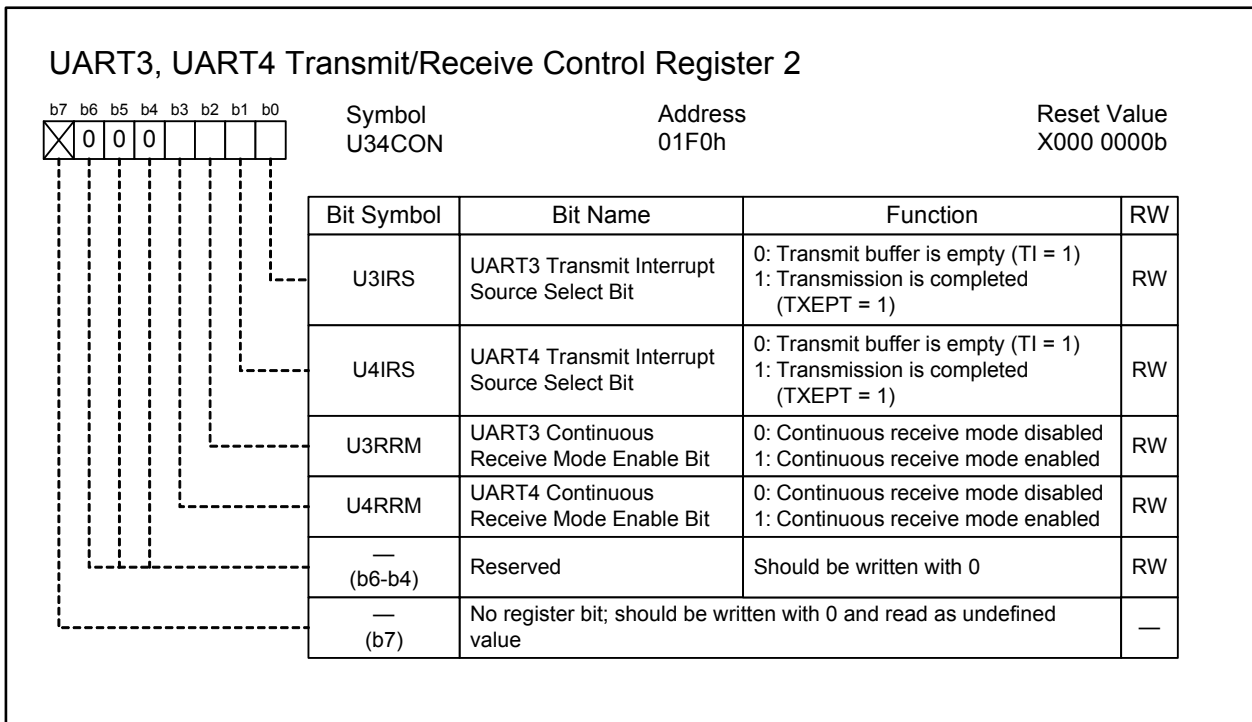 UART3, UART4 Transmit/Receive Control Register 2
b7 b6 b5 b4 b3 b2 b1 b0
0 0 0
Symbol Address Reset Value
U34CON 01F0h X000 0000b
Bit Symbol Bit Name Function RW
U3IRS
UART3 Transmit Interrupt
Source Select Bit
0: Transmit buffer is empty (TI = 1)
1: Transmission is completed
(TXEPT = 1)
RW
U4IRS
UART4 Transmit Interrupt
Source Select Bit
0: Transmit buffer is empty (TI = 1)
1: Transmission is completed
(TXEPT = 1)
RW
U3RRM
UART3 Continuous
Receive Mode Enable Bit
0: Continuous receive mode disabled
1: Continuous receive mode enabled
RW
U4RRM
UART4 Continuous
Receive Mode Enable Bit
0: Continuous receive mode disabled
1: Continuous receive mode enabled
RW
—
(b6-b4)
Reserved
Should be written with 0
RW
—
(b7)
No register bit; should be written with 0 and read as undefined
value
—